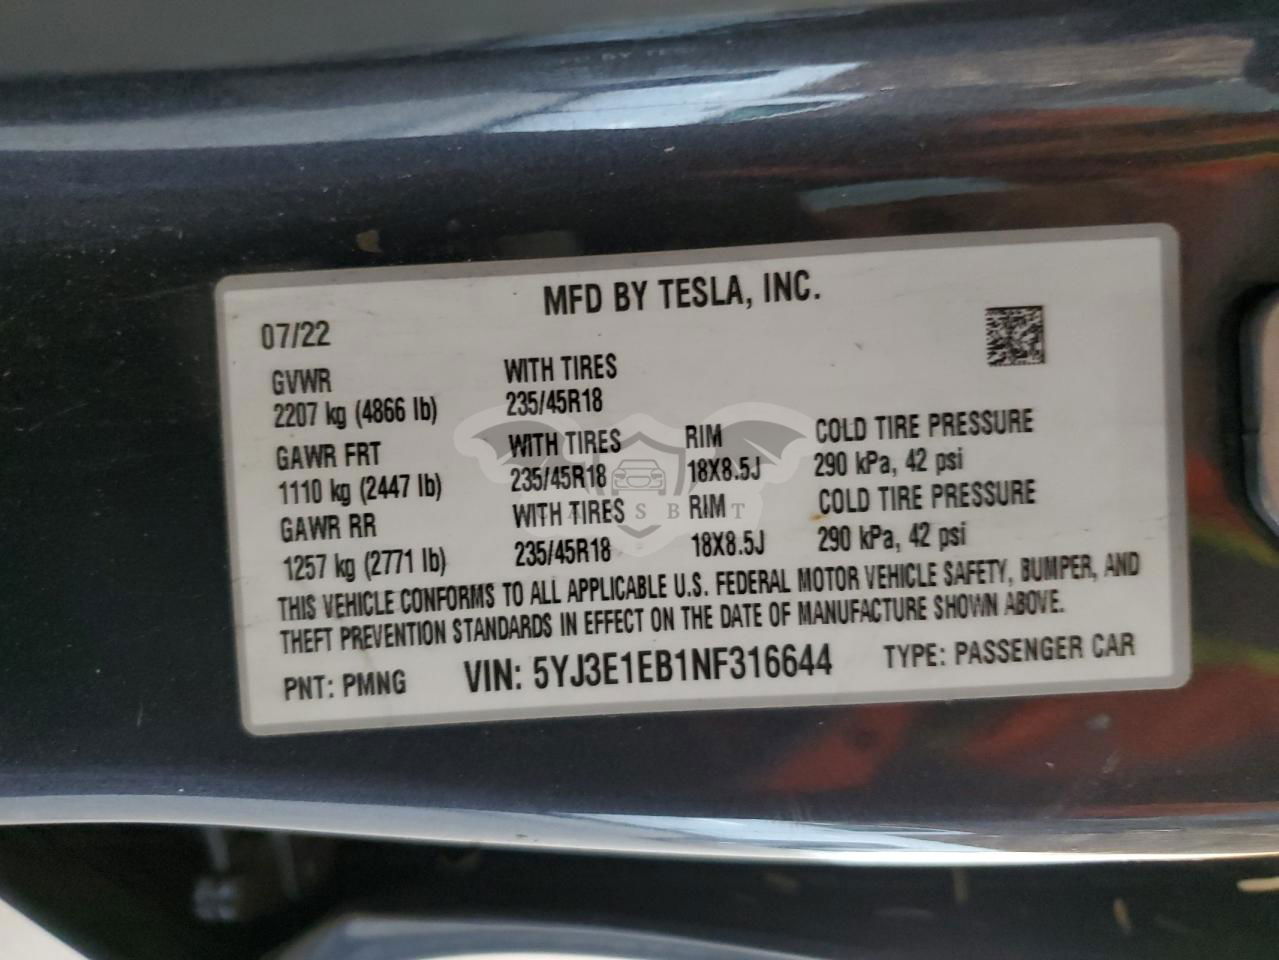 MFD BY TESLA, INC.
07/22
GVWR WITH TIRES
2207 kg (4866 lb) 235/45R18
GAWR FRT WITH TIRES RIM COLD TIRE PRESSURE
1110 kg (2447 lb) 235/45R18 18X8.5J 290 kPa, 42 psi
GAWR RR WITH TIRES RIM COLD TIRE PRESSURE
1257 kg (2771 lb) 235/45R18 18X8.5J 290 kPa, 42 psi
THIS VEHICLE CONFORMS TO ALL APPLICABLE U.S. FEDERAL MOTOR VEHICLE SAFETY, BUMPER, AND
THEFT PREVENTION STANDARDS IN EFFECT ON THE DATE OF MANUFACTURE SHOWN ABOVE.
PNT: PMNG VIN: 5YJ3E1EB1NF316644 TYPE: PASSENGER CAR